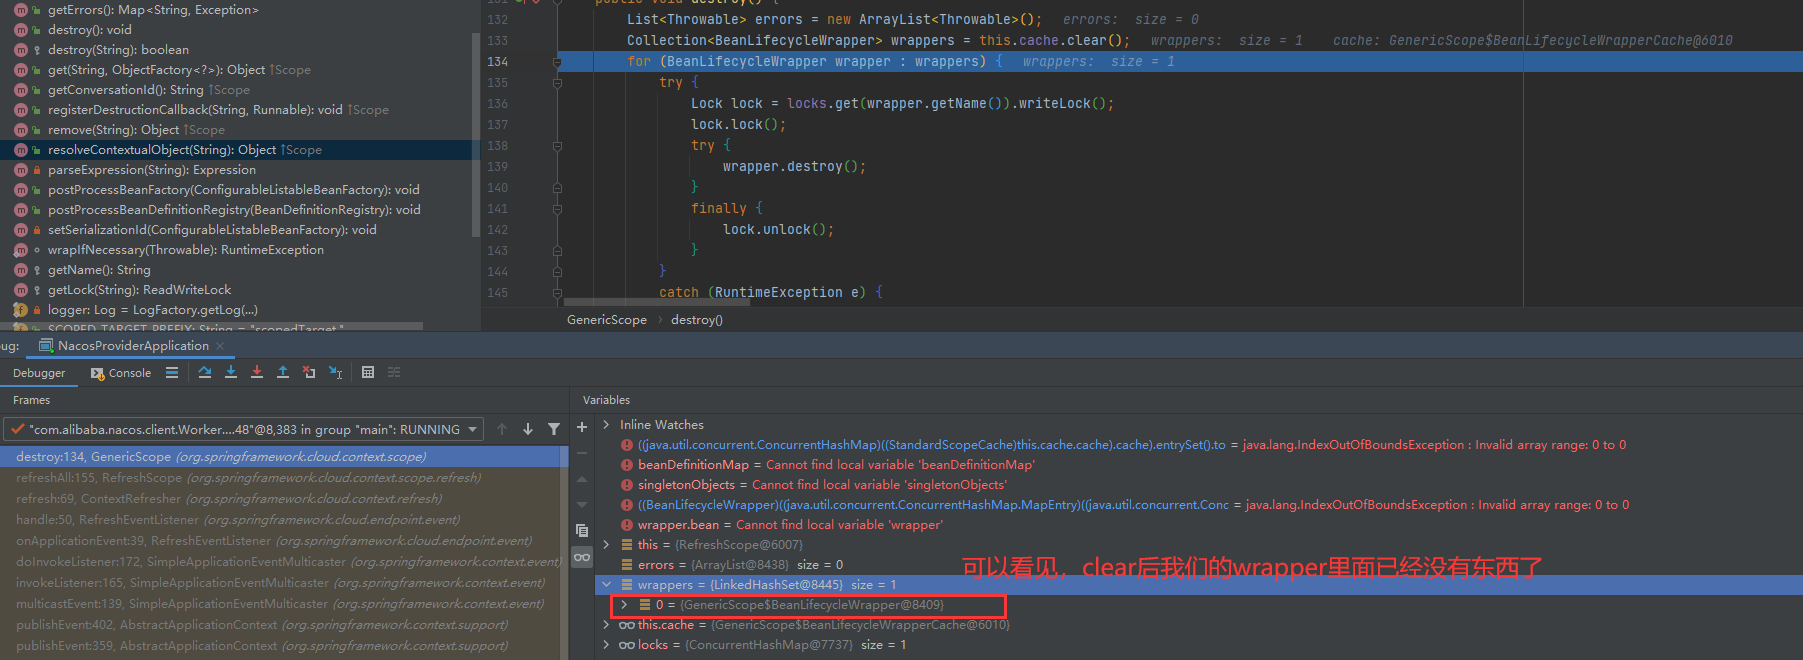 getErrors(): Map<String, Exception>
destroy(): void
destroy(String): boolean
get(String, ObjectFactory<?>): Object ↑Scope
getConversationId(): String ↑Scope
registerDestructionCallback(String, Runnable): void ↑Scope
remove(String): Object ↑Scope
resolveContextualObject(String): Object ↑Scope
parseExpression(String): Expression
postProcessBeanFactory(ConfigurableListableBeanFactory): void
postProcessBeanDefinitionRegistry(BeanDefinitionRegistry): void
setSerializationId(ConfigurableListableBeanFactory): void
wrapIfNecessary(Throwable): RuntimeException
getName(): String
getLock(String): ReadWriteLock
logger: Log = LogFactory.getLog(...)
SCOPED_TARGET_PREFIX: String = "scopedTarget."
132 List<Throwable> errors = new ArrayList<Throwable>(); errors: size = 0
133 Collection<BeanLifecycleWrapper> wrappers = this.cache.clear(); wrappers: size = 1 cache: GenericScope$BeanLifecycleWrapperCache@6010
134 for (BeanLifecycleWrapper wrapper : wrappers) { wrappers: size = 1
135 try {
136 Lock lock = locks.get(wrapper.getName()).writeLock();
137 lock.lock();
138 try {
139 wrapper.destroy();
140 }
141 finally {
142 lock.unlock();
143 }
144 }
145 catch (RuntimeException e) {
GenericScope › destroy()
ug: NacosProviderApplication ×
Debugger Console
Frames
"com.alibaba.nacos.client.Worker....48"@8,383 in group "main": RUNNING
destroy:134, GenericScope (org.springframework.cloud.context.scope)
refreshAll:155, RefreshScope (org.springframework.cloud.context.scope.refresh)
refresh:69, ContextRefresher (org.springframework.cloud.context.refresh)
handle:50, RefreshEventListener (org.springframework.cloud.endpoint.event)
onApplicationEvent:39, RefreshEventListener (org.springframework.cloud.endpoint.event)
doInvokeListener:172, SimpleApplicationEventMulticaster (org.springframework.context.event)
invokeListener:165, SimpleApplicationEventMulticaster (org.springframework.context.event)
multicastEvent:139, SimpleApplicationEventMulticaster (org.springframework.context.event)
publishEvent:402, AbstractApplicationContext (org.springframework.context.support)
publishEvent:359, AbstractApplicationContext (org.springframework.context.support)
Variables
Inline Watches
((java.util.concurrent.ConcurrentHashMap)((StandardScopeCache)this.cache.cache).cache).entrySet().to = java.lang.IndexOutOfBoundsException : Invalid array range: 0 to 0
beanDefinitionMap = Cannot find local variable 'beanDefinitionMap'
singletonObjects = Cannot find local variable 'singletonObjects'
((BeanLifecycleWrapper)((java.util.concurrent.ConcurrentHashMap.MapEntry)((java.util.concurrent.Conc = java.lang.IndexOutOfBoundsException : Invalid array range: 0 to 0
wrapper.bean = Cannot find local variable 'wrapper'
this = {RefreshScope@6007}
errors = {ArrayList@8438} size = 0
可以看见，clear后我们的wrapper里面已经没有东西了
wrappers = {LinkedHashSet@8445} size = 1
0 = {GenericScope$BeanLifecycleWrapper@8409}
this.cache = {GenericScope$BeanLifecycleWrapperCache@6010}
locks = {ConcurrentHashMap@7737} size = 1